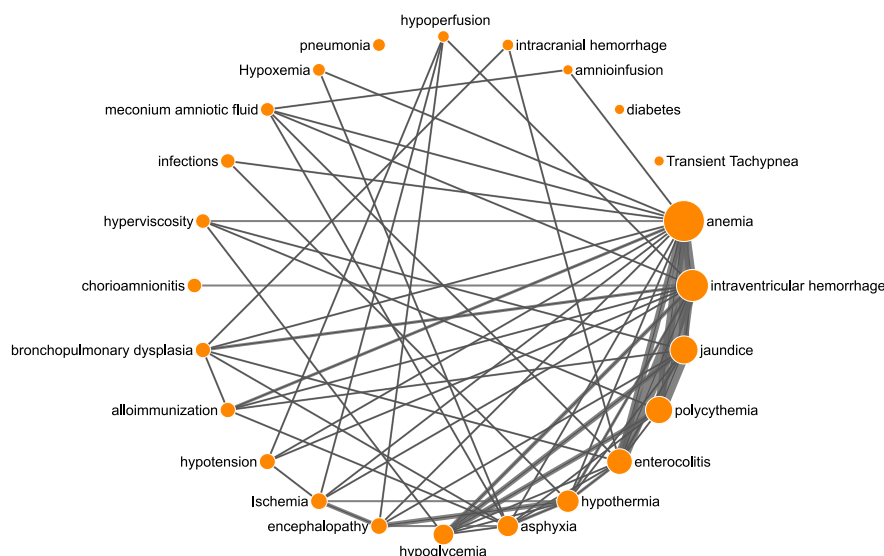 hypoperfusion
pneumonia
intracranial hemorrhage
Hypoxemia
amnioinfusion
meconium amniotic fluid
diabetes
infections
Transient Tachypnea
hyperviscosity
anemia
chorioamnionitis
intraventricular hemorrhage
bronchopulmonary dysplasia
jaundice
alloimmunization
polycythemia
hypotension
enterocolitis
Ischemia
hypothermia
encephalopathy
asphyxia
hypoglycemia